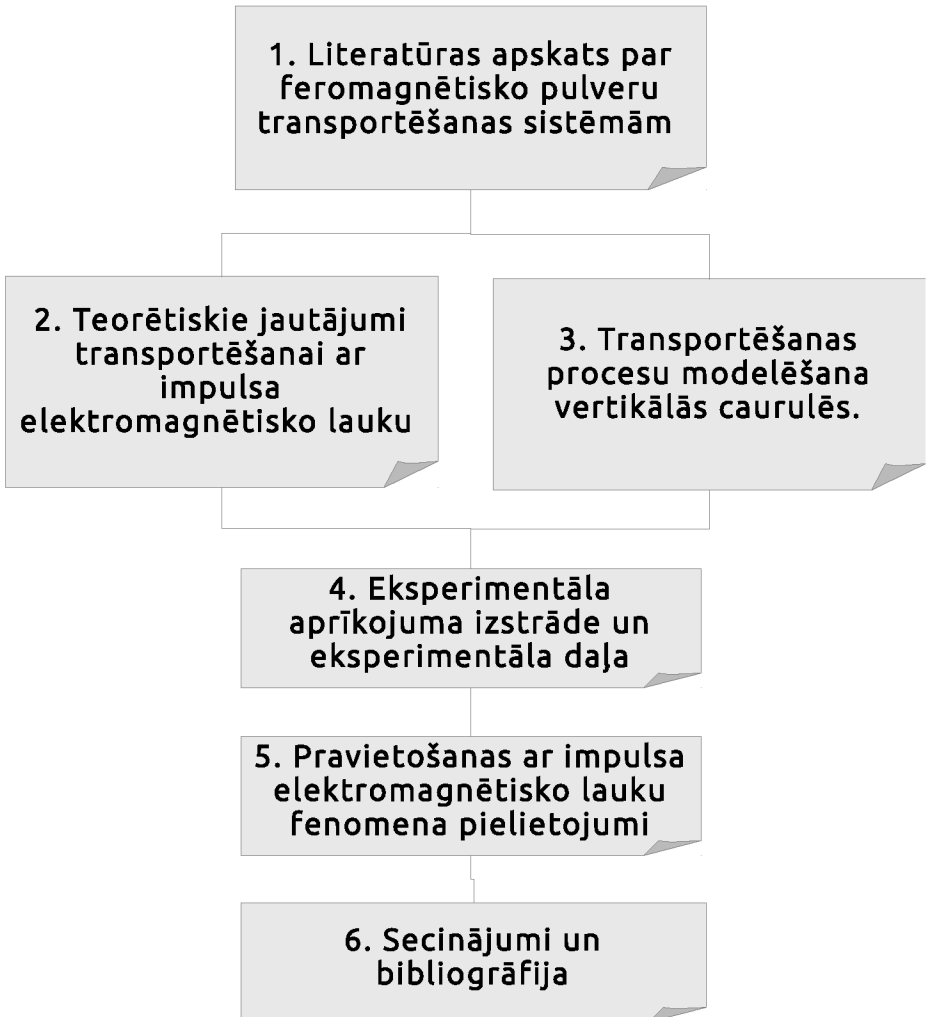 1. Literatūras apskats par
feromagnētisko pulveru
transportēšanas sistēmām
2. Teorētiskie jautājumi
transportēšanai ar
impulsa
elektromagnētisko lauku
3. Transportēšanas
procesu modelēšana
vertikālās caurulēs.
4. Eksperimentāla
aprīkojuma izstrāde un
eksperimentāla daļa
5. Pravietošanas ar impulsa
elektromagnētisko lauku
fenomena pielietojumi
6. Secinājumi un
bibliogrāfija